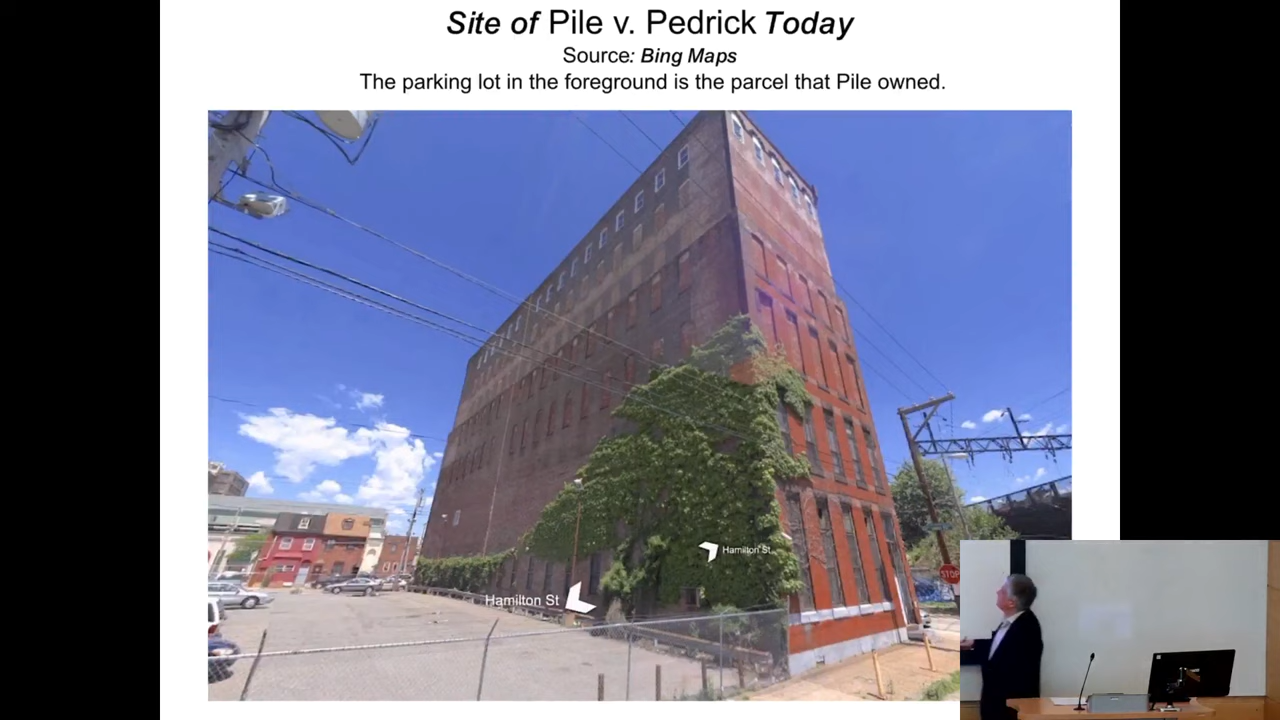 Site of Pile v. Pedrick Today
Source: Bing Maps
The parking lot in the foreground is the parcel that Pile owned.
Hamilton St
Hamilton St
STOP